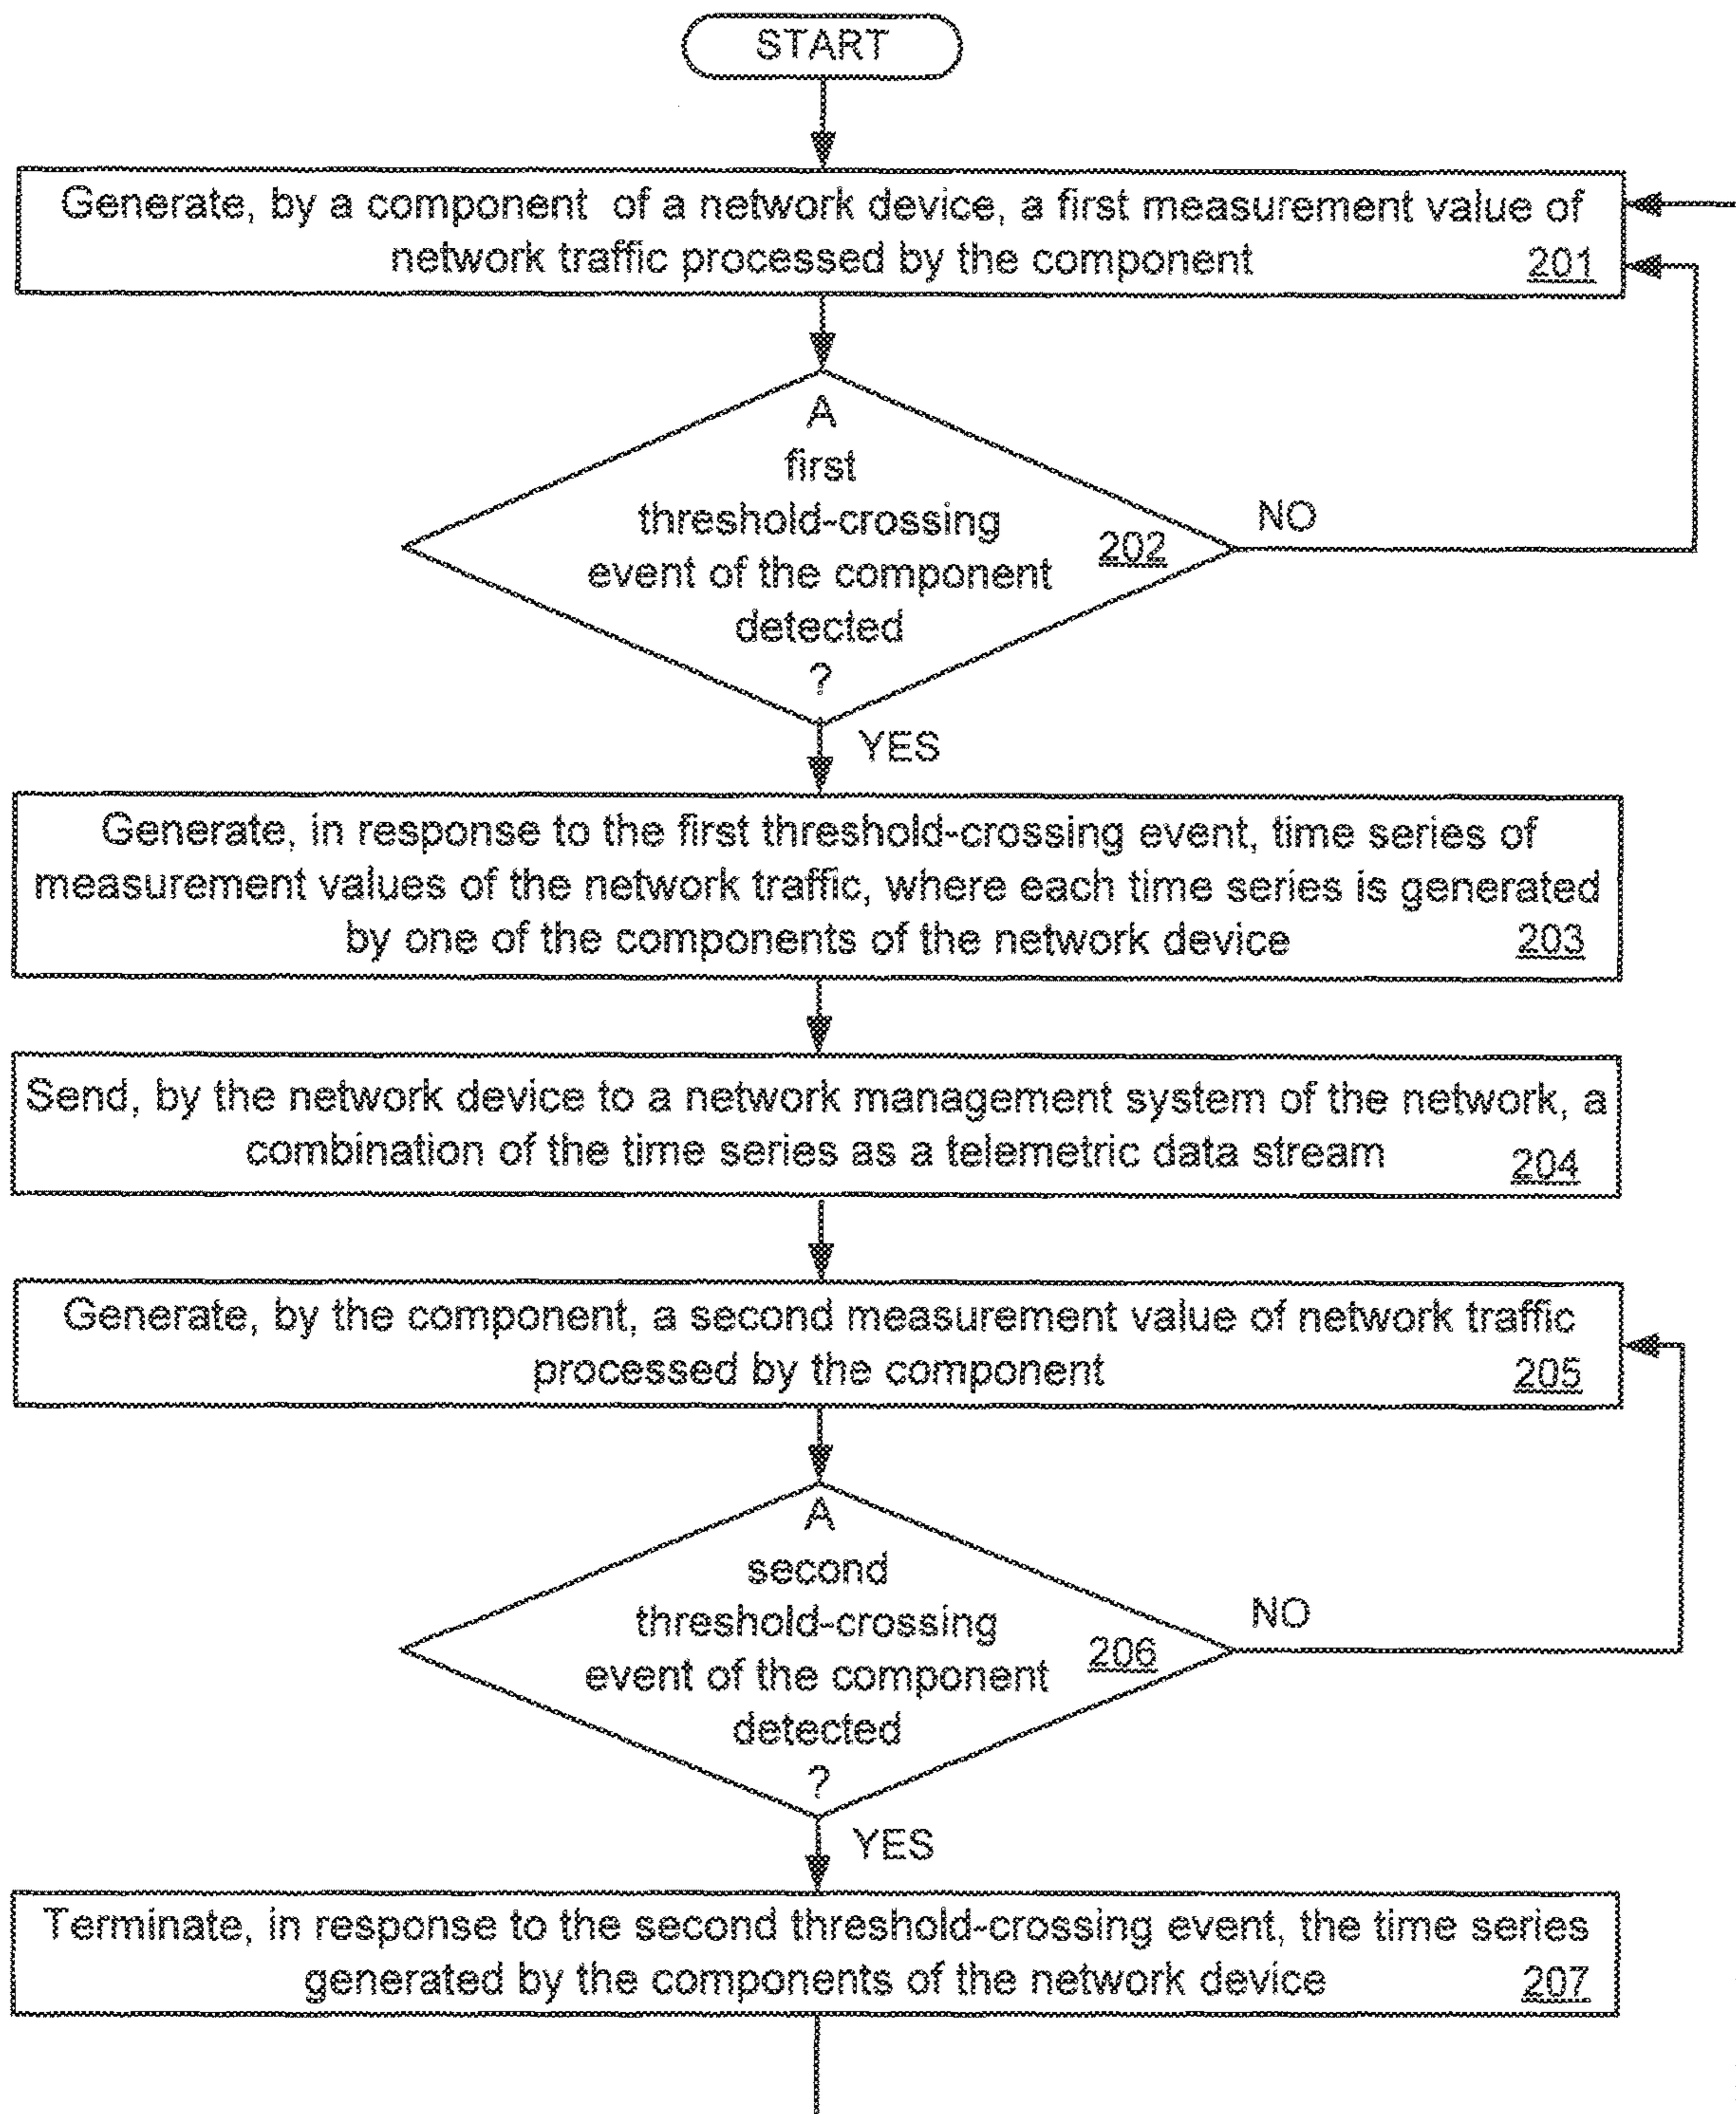 START
Generate, by a component of a network device, a first measurement value of
network traffic processed by the component 201
A
first
threshold-crossing
event of the component 202
detected
?
NO
YES
Generate, in response to the first threshold-crossing event, time series of
measurement values of the network traffic, where each time series is generated
by one of the components of the network device 203
Send, by the network device to a network management system of the network, a
combination of the time series as a telemetric data stream 204
Generate, by the component, a second measurement value of network traffic
processed by the component 205
A
second
threshold-crossing
event of the component 206
detected
?
NO
YES
Terminate, in response to the second threshold-crossing event, the time series
generated by the components of the network device 207